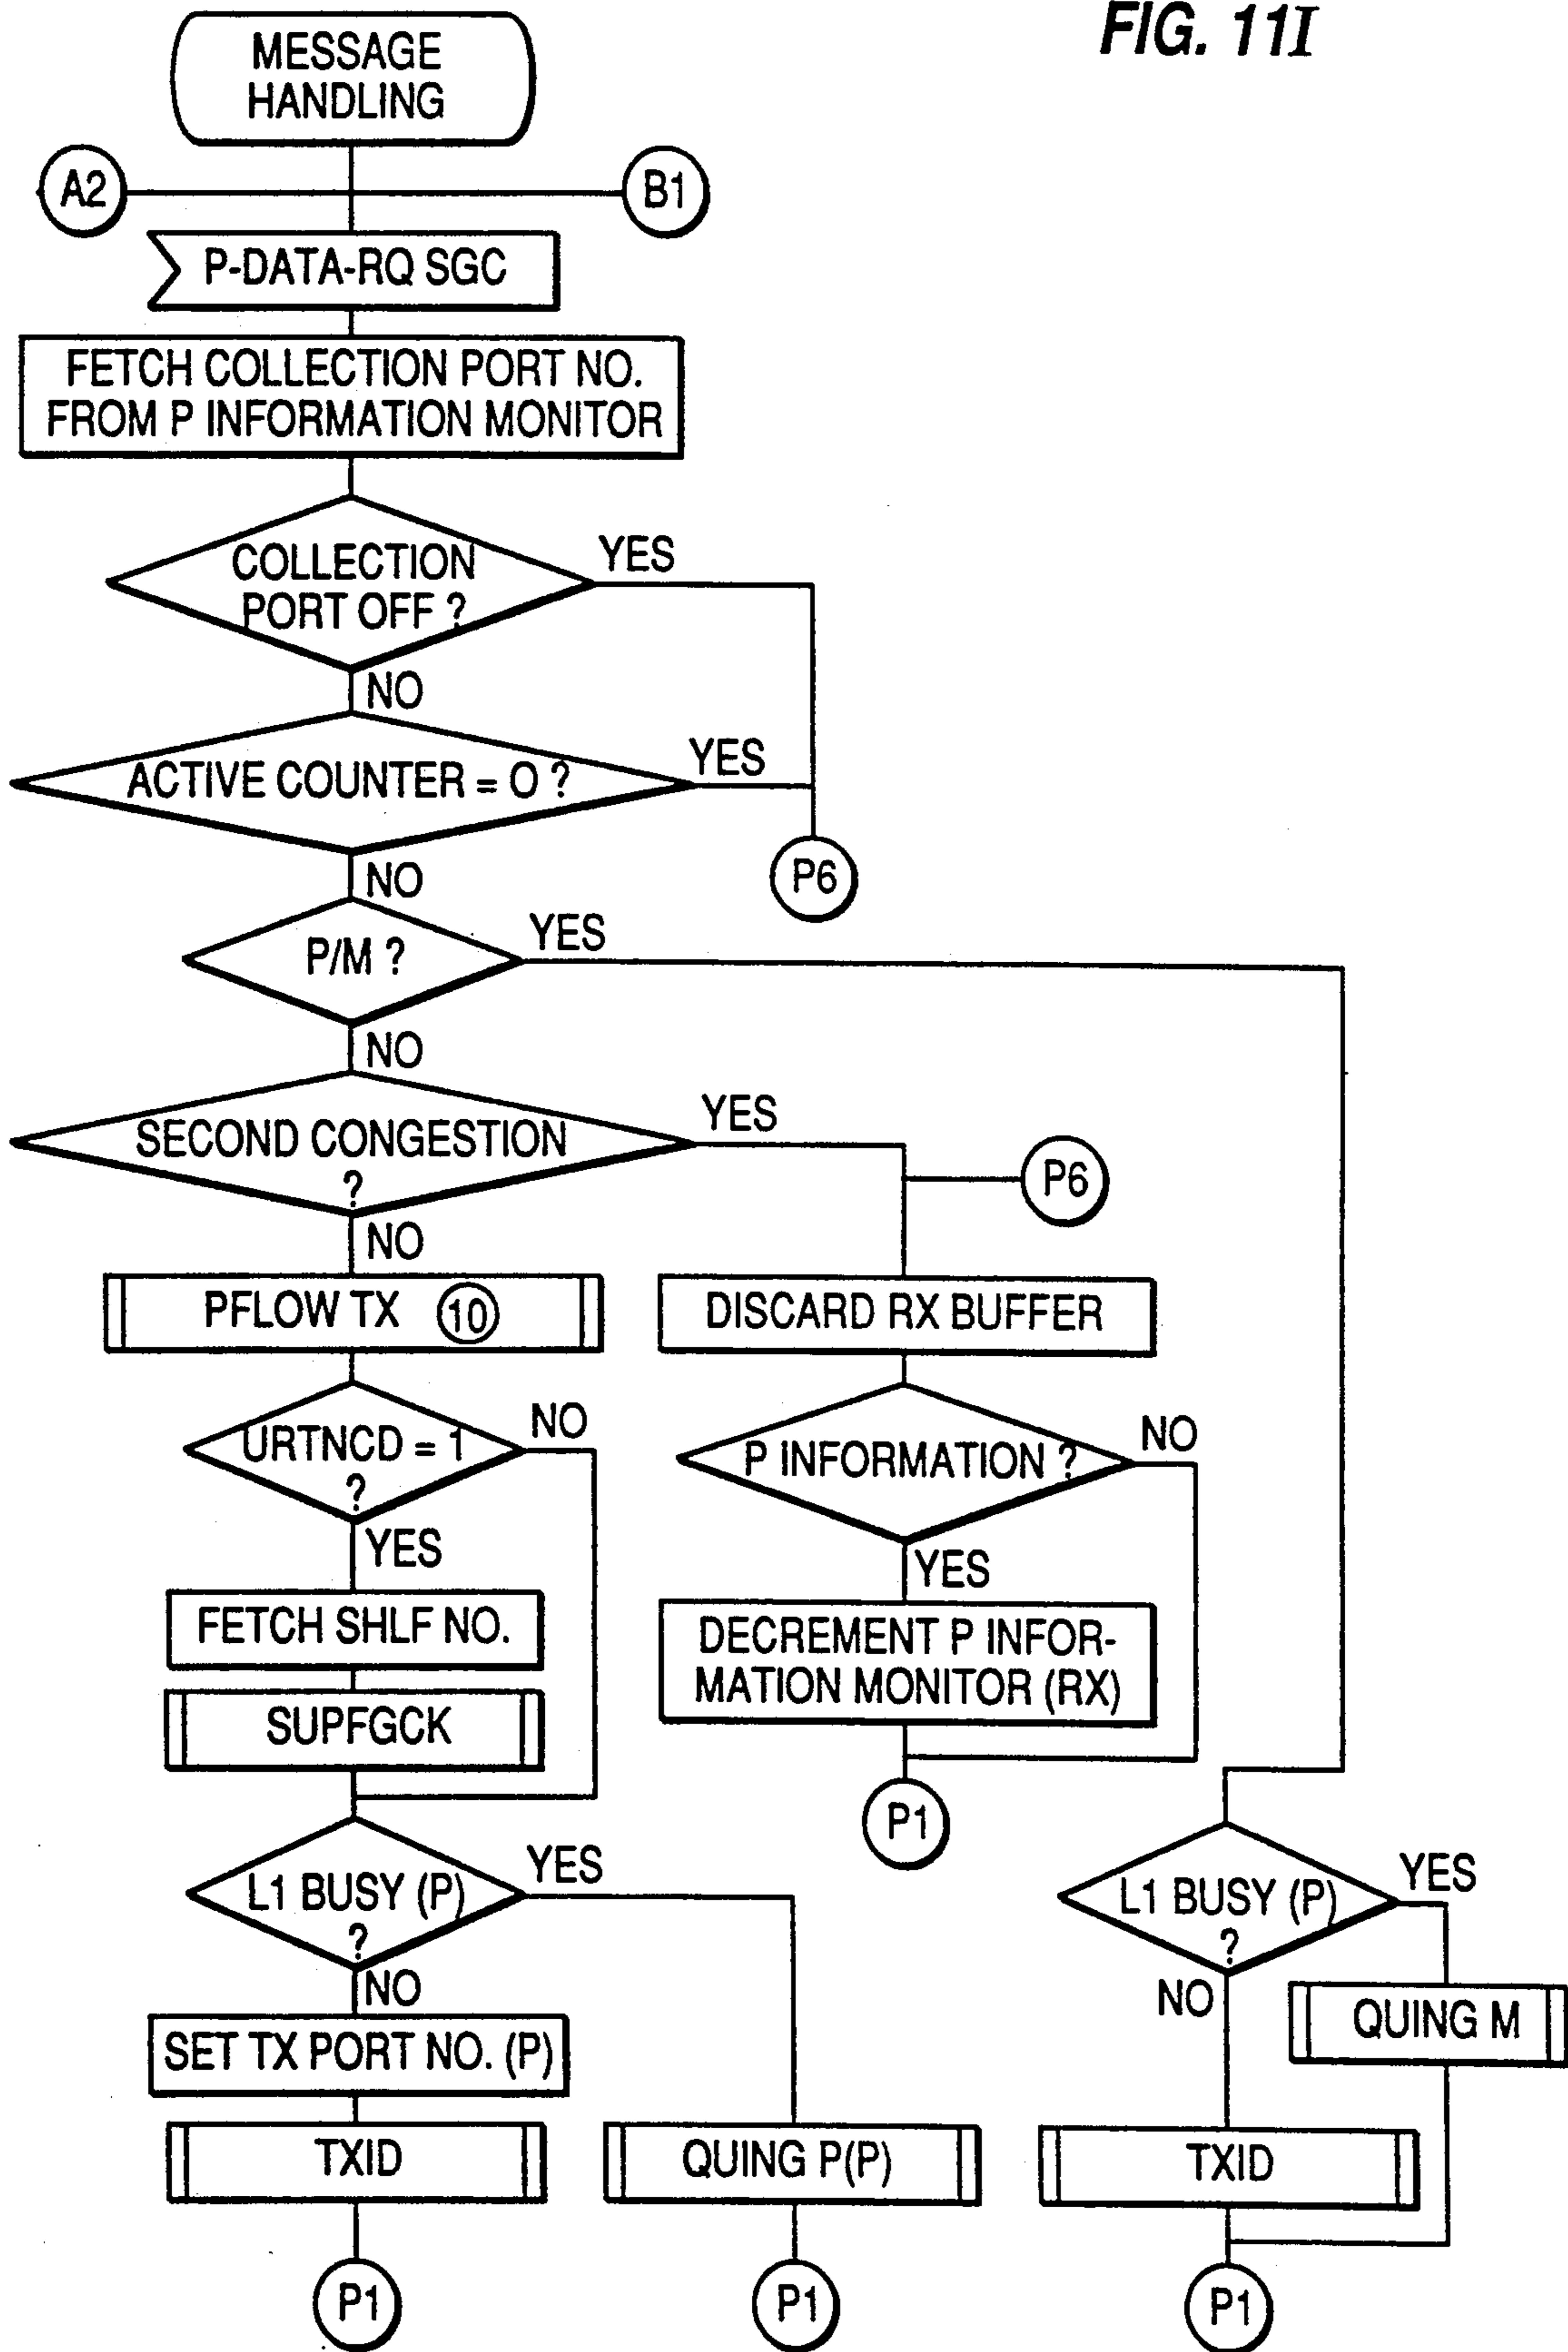 FIG. 11I
MESSAGE
HANDLING
A2
B1
P-DATA-RQ SGC
FETCH COLLECTION PORT NO.
FROM P INFORMATION MONITOR
COLLECTION
PORT OFF ?
YES
NO
ACTIVE COUNTER = O ?
YES
P6
NO
P/M ?
YES
NO
SECOND CONGESTION
?
YES
P6
NO
PFLOW TX 10
DISCARD RX BUFFER
URTNCD = 1
?
NO
P INFORMATION ?
NO
YES
YES
FETCH SHLF NO.
DECREMENT P INFOR-
MATION MONITOR (RX)
SUPFGCK
P1
L1 BUSY (P)
?
YES
L1 BUSY (P)
?
YES
NO
NO
QUING M
SET TX PORT NO. (P)
TXID
QUING P(P)
TXID
P1
P1
P1